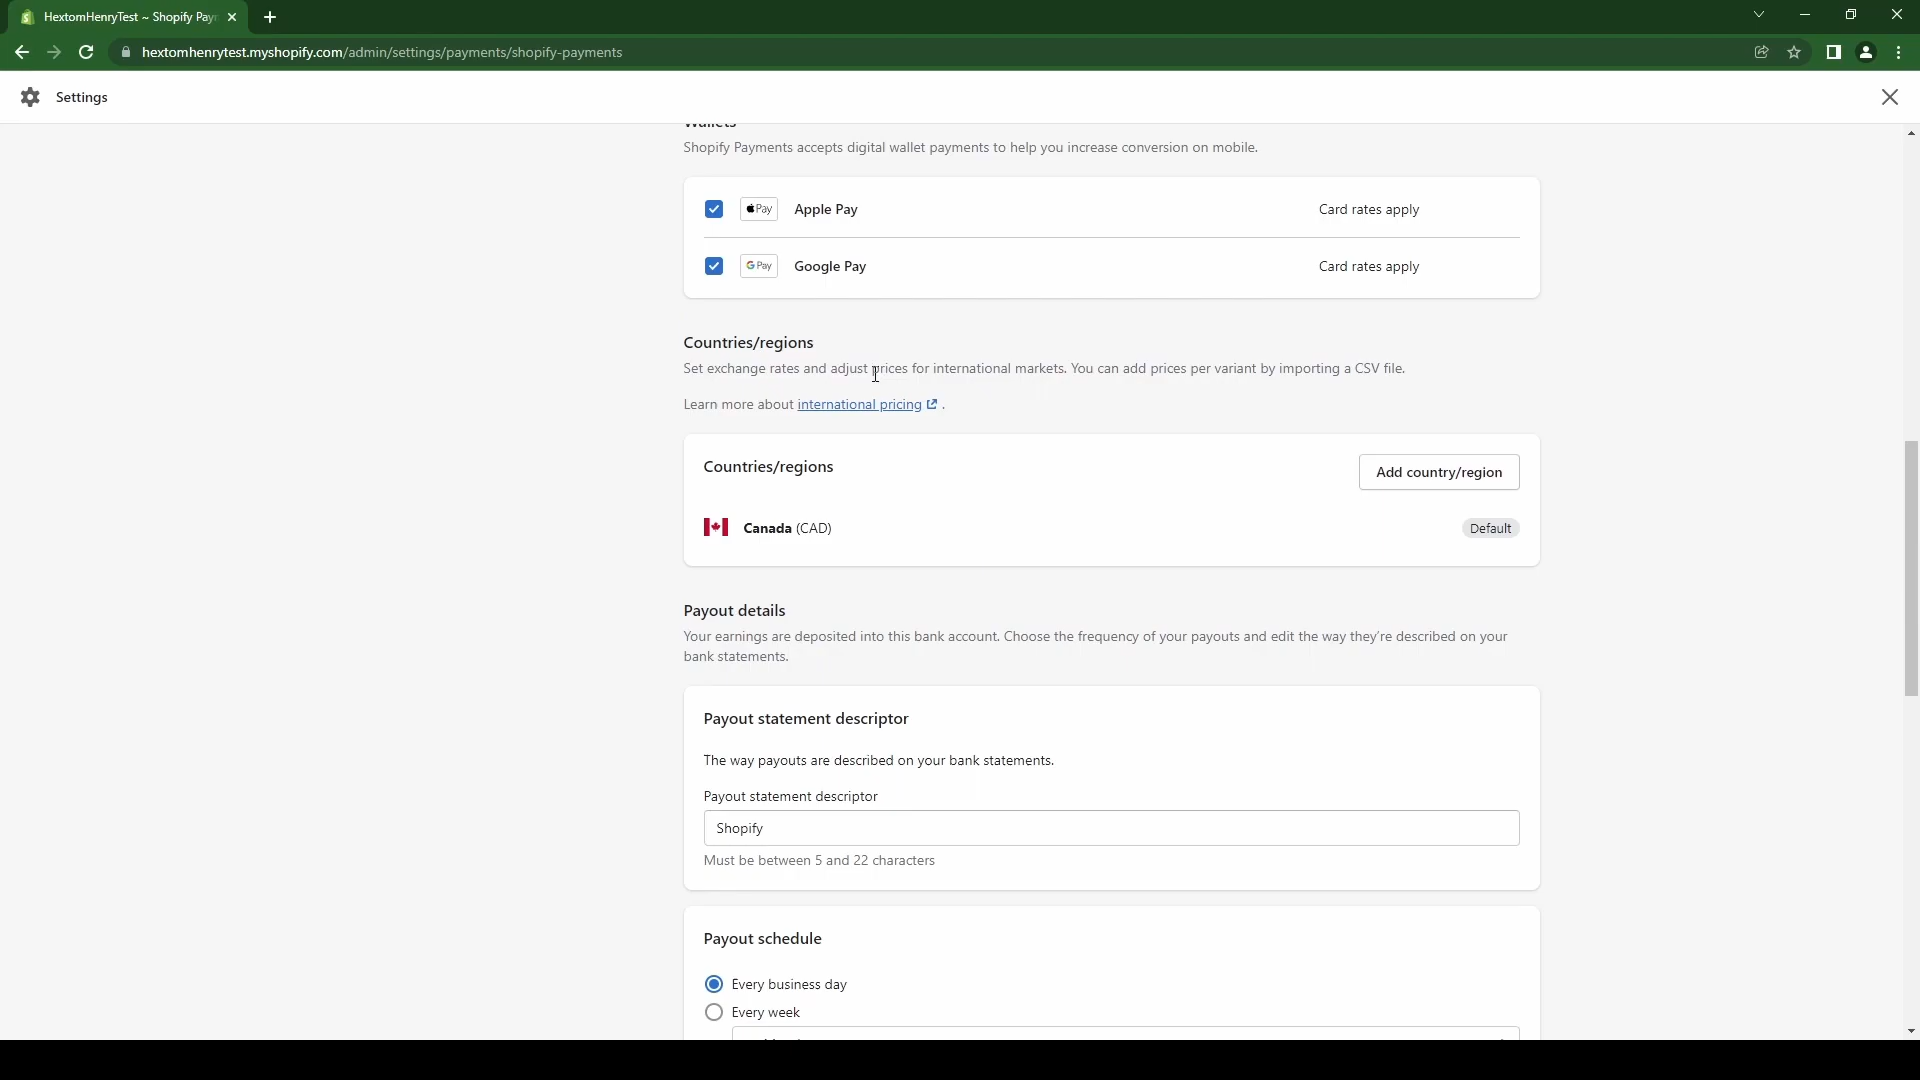 HextomHenryTest ~ Shopify Pay
hextomhenrytest.myshopify.com/admin/settings/payments/shopify-payments
Settings
Wallets
Shopify Payments accepts digital wallet payments to help you increase conversion on mobile.
Pay Apple Pay Card rates apply
G Pay Google Pay Card rates apply
Countries/regions
Set exchange rates and adjust prices for international markets. You can add prices per variant by importing a CSV file.
Learn more about international pricing .
Countries/regions Add country/region
Canada (CAD) Default
Payout details
Your earnings are deposited into this bank account. Choose the frequency of your payouts and edit the way they're described on your
bank statements.
Payout statement descriptor
The way payouts are described on your bank statements.
Payout statement descriptor
Shopify
Must be between 5 and 22 characters
Payout schedule
Every business day
Every week